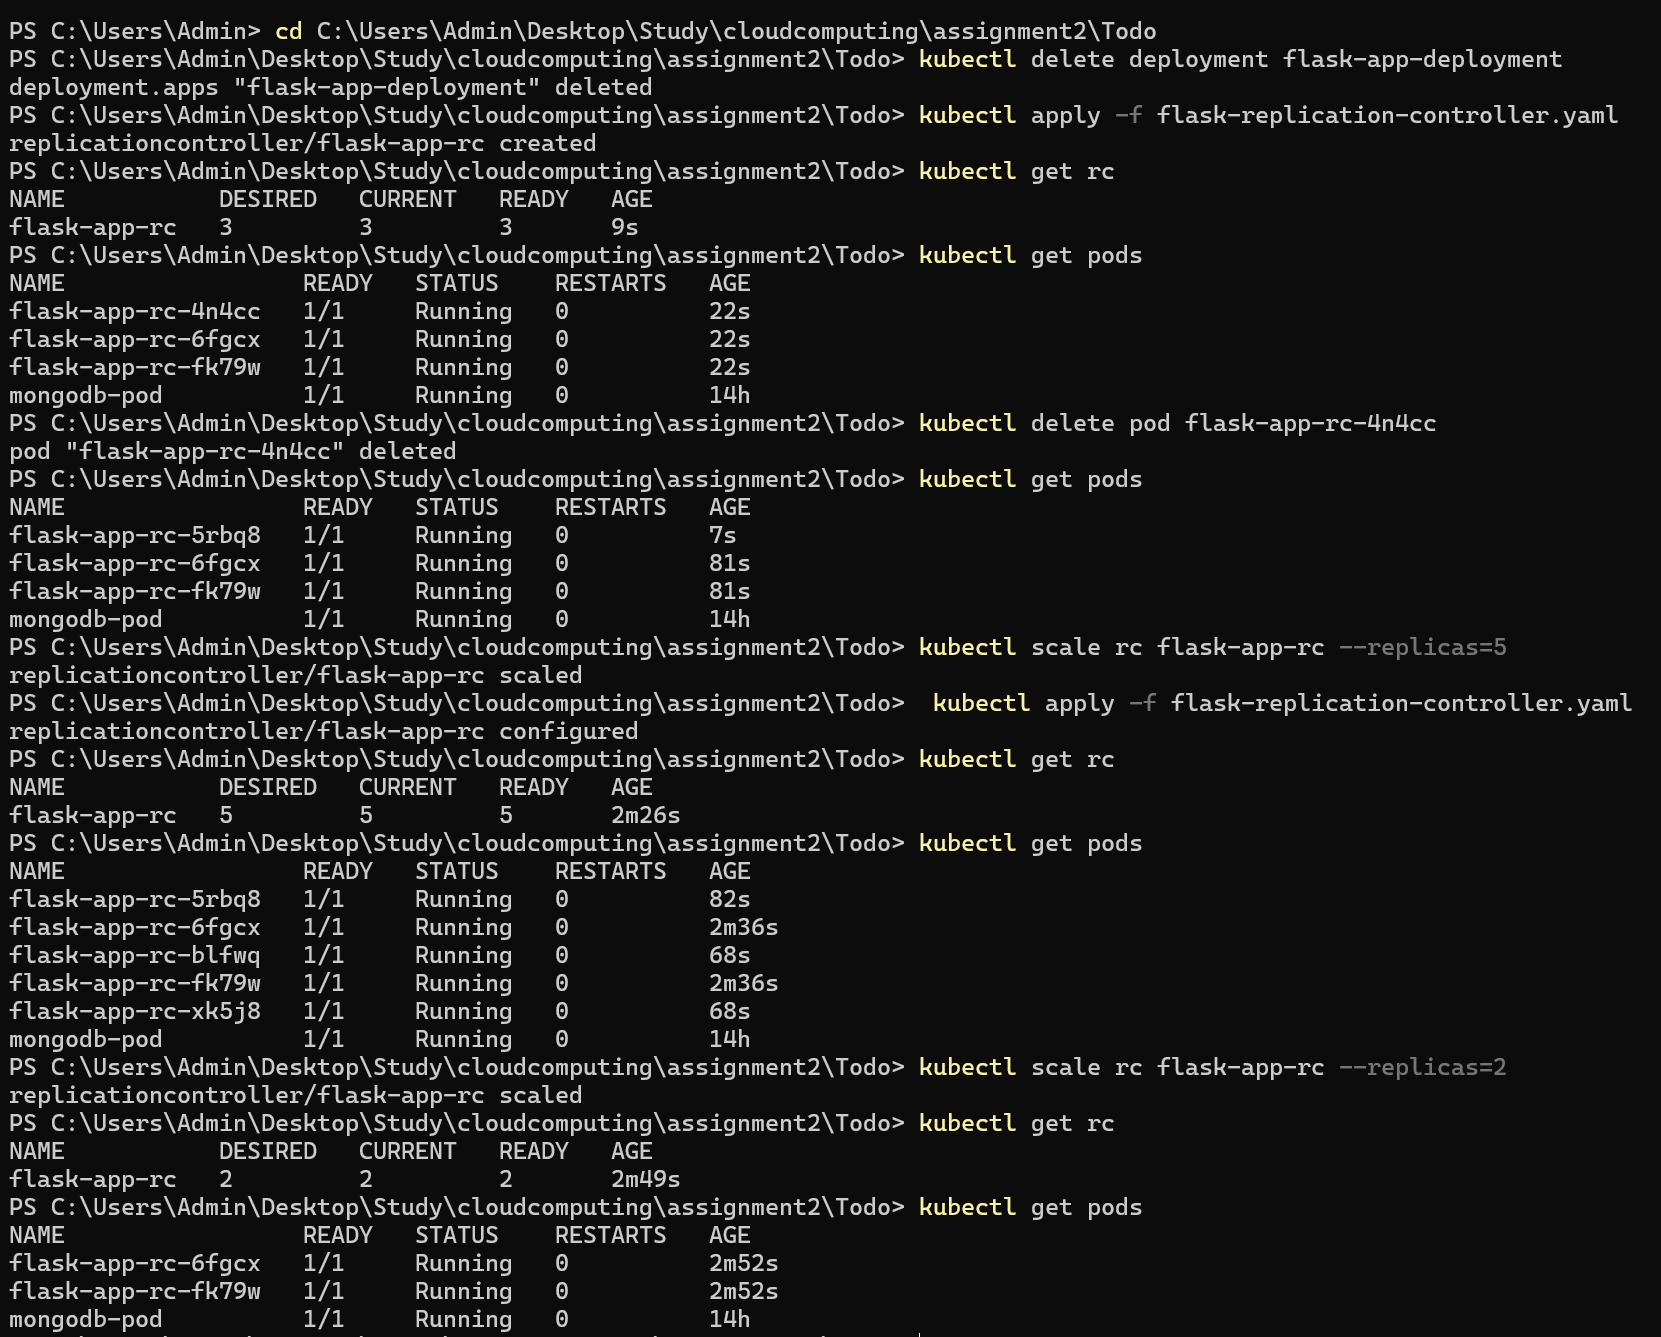 PS C:\Users\Admin> cd C:\Users\Admin\Desktop\Study\cloudcomputing\assignment2\Todo
PS C:\Users\Admin\Desktop\Study\cloudcomputing\assignment2\Todo> kubectl delete deployment flask-app-deployment
deployment.apps "flask-app-deployment" deleted
PS C:\Users\Admin\Desktop\Study\cloudcomputing\assignment2\Todo> kubectl apply -f flask-replication-controller.yaml
replicationcontroller/flask-app-rc created
PS C:\Users\Admin\Desktop\Study\cloudcomputing\assignment2\Todo> kubectl get rc
NAME           DESIRED   CURRENT   READY   AGE
flask-app-rc   3         3         3       9s
PS C:\Users\Admin\Desktop\Study\cloudcomputing\assignment2\Todo> kubectl get pods
NAME                 READY   STATUS    RESTARTS   AGE
flask-app-rc-4n4cc   1/1     Running   0          22s
flask-app-rc-6fgcx   1/1     Running   0          22s
flask-app-rc-fk79w   1/1     Running   0          22s
mongodb-pod          1/1     Running   0          14h
PS C:\Users\Admin\Desktop\Study\cloudcomputing\assignment2\Todo> kubectl delete pod flask-app-rc-4n4cc
pod "flask-app-rc-4n4cc" deleted
PS C:\Users\Admin\Desktop\Study\cloudcomputing\assignment2\Todo> kubectl get pods
NAME                 READY   STATUS    RESTARTS   AGE
flask-app-rc-5rbq8   1/1     Running   0          7s
flask-app-rc-6fgcx   1/1     Running   0          81s
flask-app-rc-fk79w   1/1     Running   0          81s
mongodb-pod          1/1     Running   0          14h
PS C:\Users\Admin\Desktop\Study\cloudcomputing\assignment2\Todo> kubectl scale rc flask-app-rc --replicas=5
replicationcontroller/flask-app-rc scaled
PS C:\Users\Admin\Desktop\Study\cloudcomputing\assignment2\Todo>  kubectl apply -f flask-replication-controller.yaml
replicationcontroller/flask-app-rc configured
PS C:\Users\Admin\Desktop\Study\cloudcomputing\assignment2\Todo> kubectl get rc
NAME           DESIRED   CURRENT   READY   AGE
flask-app-rc   5         5         5       2m26s
PS C:\Users\Admin\Desktop\Study\cloudcomputing\assignment2\Todo> kubectl get pods
NAME                 READY   STATUS    RESTARTS   AGE
flask-app-rc-5rbq8   1/1     Running   0          82s
flask-app-rc-6fgcx   1/1     Running   0          2m36s
flask-app-rc-blfwq   1/1     Running   0          68s
flask-app-rc-fk79w   1/1     Running   0          2m36s
flask-app-rc-xk5j8   1/1     Running   0          68s
mongodb-pod          1/1     Running   0          14h
PS C:\Users\Admin\Desktop\Study\cloudcomputing\assignment2\Todo> kubectl scale rc flask-app-rc --replicas=2
replicationcontroller/flask-app-rc scaled
PS C:\Users\Admin\Desktop\Study\cloudcomputing\assignment2\Todo> kubectl get rc
NAME           DESIRED   CURRENT   READY   AGE
flask-app-rc   2         2         2       2m49s
PS C:\Users\Admin\Desktop\Study\cloudcomputing\assignment2\Todo> kubectl get pods
NAME                 READY   STATUS    RESTARTS   AGE
flask-app-rc-6fgcx   1/1     Running   0          2m52s
flask-app-rc-fk79w   1/1     Running   0          2m52s
mongodb-pod          1/1     Running   0          14h